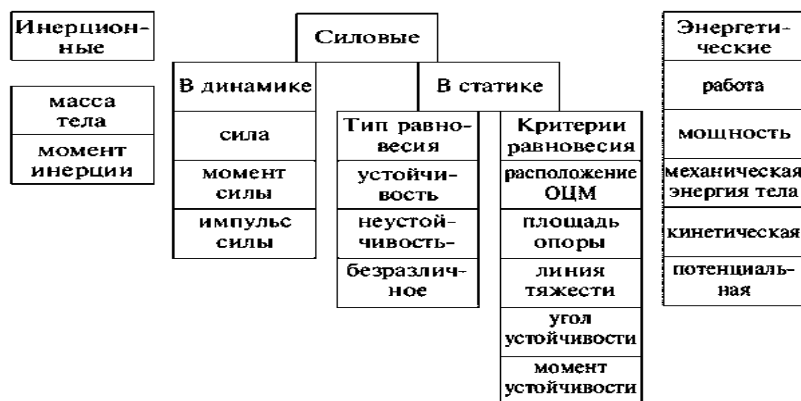 Инерцион-
ные
масса
тела
момент
инерции
Силовые
В динамике
сила
момент
силы
импульс
силы
В статике
Тип равно-
весия
устойчи-
вость
неустой-
чивость-
безразлич-
ное
Критерии
равновесия
расположение
ОЦМ
площадь
опоры
линия
тяжести
угол
устойчивости
момент
устойчивости
Энергети-
ческие
работа
мощность
механическая
энергия тела
кинетическая
потенциаль-
ная